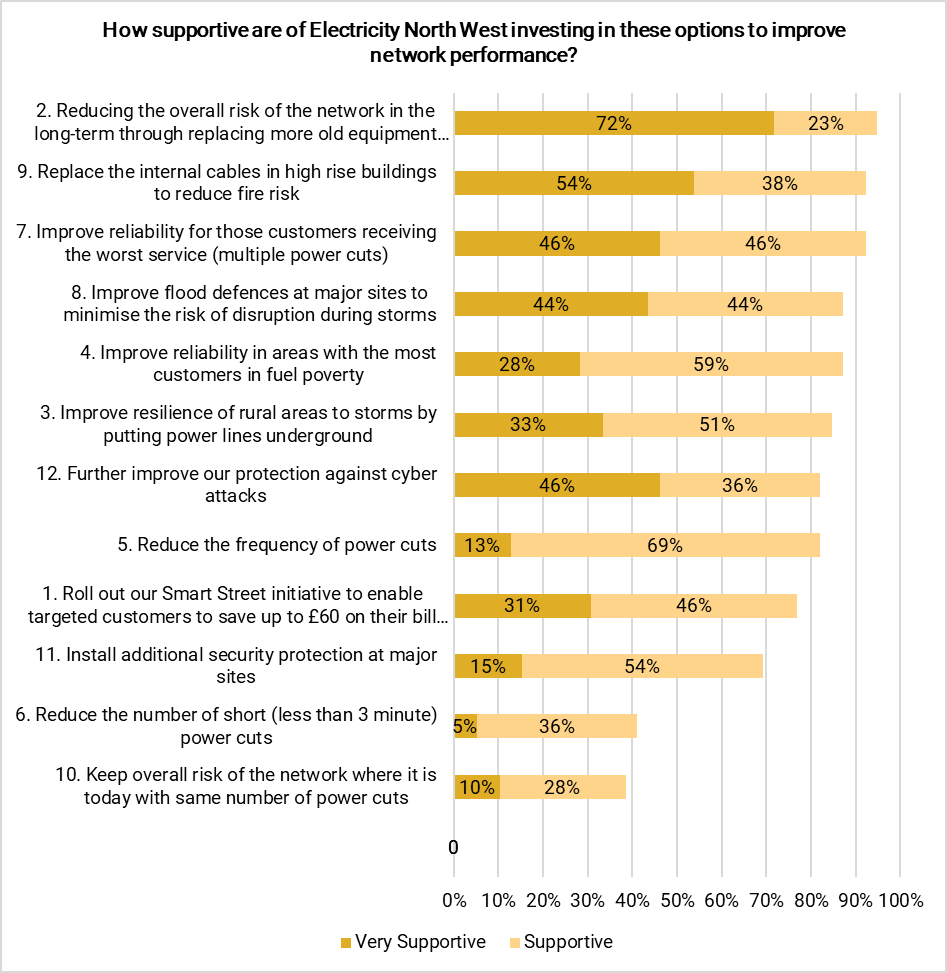 How supportive are of Electricity North West investing in these options to improve
network performance?
2. Reducing the overall risk of the network in the
long-term through replacing more old equipment...
72%
23%
9. Replace the internal cables in high rise buildings
to reduce fire risk
54%
38%
7. Improve reliability for those customers receiving
the worst service (multiple power cuts)
46%
46%
8. Improve flood defences at major sites to
minimise the risk of disruption during storms
44%
44%
4. Improve reliability in areas with the most
customers in fuel poverty
28%
59%
3. Improve resilience of rural areas to storms by
putting power lines underground
33%
51%
12. Further improve our protection against cyber
attacks
46%
36%
5. Reduce the frequency of power cuts
13%
69%
1. Roll out our Smart Street initiative to enable
targeted customers to save up to £60 on their bill...
31%
46%
11. Install additional security protection at major
sites
15%
54%
6. Reduce the number of short (less than 3 minute)
power cuts
5%
36%
10. Keep overall risk of the network where it is
today with same number of power cuts
10%
28%
0
0% 10% 20% 30% 40% 50% 60% 70% 80% 90% 100%
Very Supportive Supportive